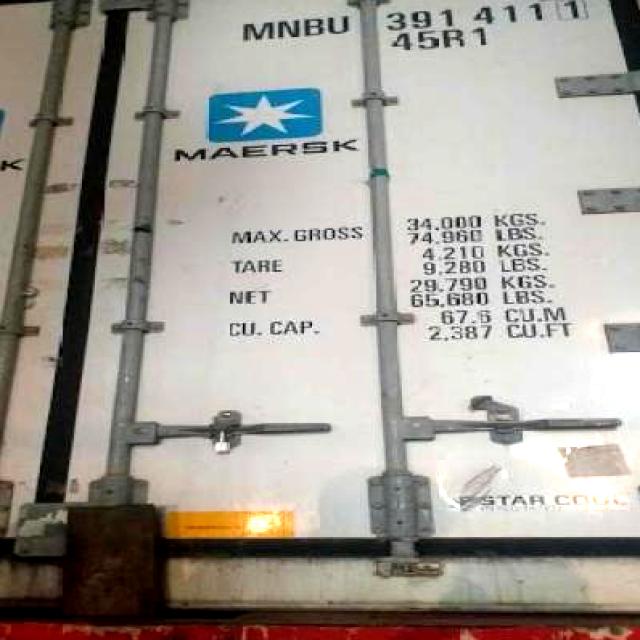 MNBU 391 411 1
45R1
MAERSK
K
MAX. GROSS 34.000 KGS.
74.960 LBS.
TARE 4.210 KGS.
9.280 LBS.
NET 29.790 KGS.
65.680 LBS.
CU. CAP. 67.6 CU.M
2.387 CU.FT
STAR COOL